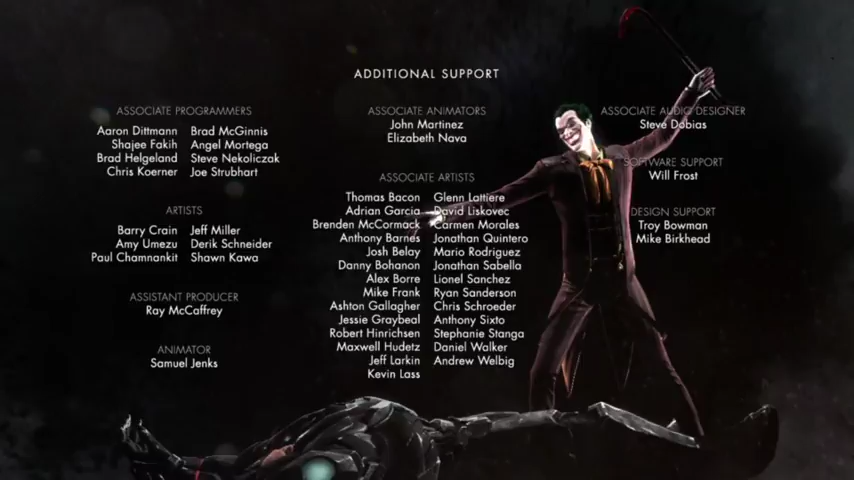 ADDITIONAL SUPPORT
ASSOCIATE PROGRAMMERS
Aaron Dittmann Brad McGinnis
Shajee Fakih Angel Mortega
Brad Helgeland Steve Nekoliczak
Chris Koerner Joe Strubhart
ARTISTS
Barry Crain Jeff Miller
Amy Umezu Derik Schneider
Paul Chamnankit Shawn Kawa
ASSISTANT PRODUCER
Ray McCaffrey
ANIMATOR
Samuel Jenks
ASSOCIATE ANIMATORS
John Martinez
Elizabeth Nava
ASSOCIATE ARTISTS
Thomas Bacon Glenn Lattiere
Adrian Garcia David Liskovec
Brenden McCormack Carmen Morales
Anthony Barnes Jonathan Quintero
Josh Belay Mario Rodriguez
Danny Bohanon Jonathan Sabella
Alex Borre Lionel Sanchez
Mike Frank Ryan Sanderson
Ashton Gallagher Chris Schroeder
Jessie Graybeal Anthony Sixto
Robert Hinrichsen Stephanie Stanga
Maxwell Hudetz Daniel Walker
Jeff Larkin Andrew Welbig
Kevin Lass
ASSOCIATE AUDIO DESIGNER
Steve Dobias
SOFTWARE SUPPORT
Will Frost
DESIGN SUPPORT
Troy Bowman
Mike Birkhead